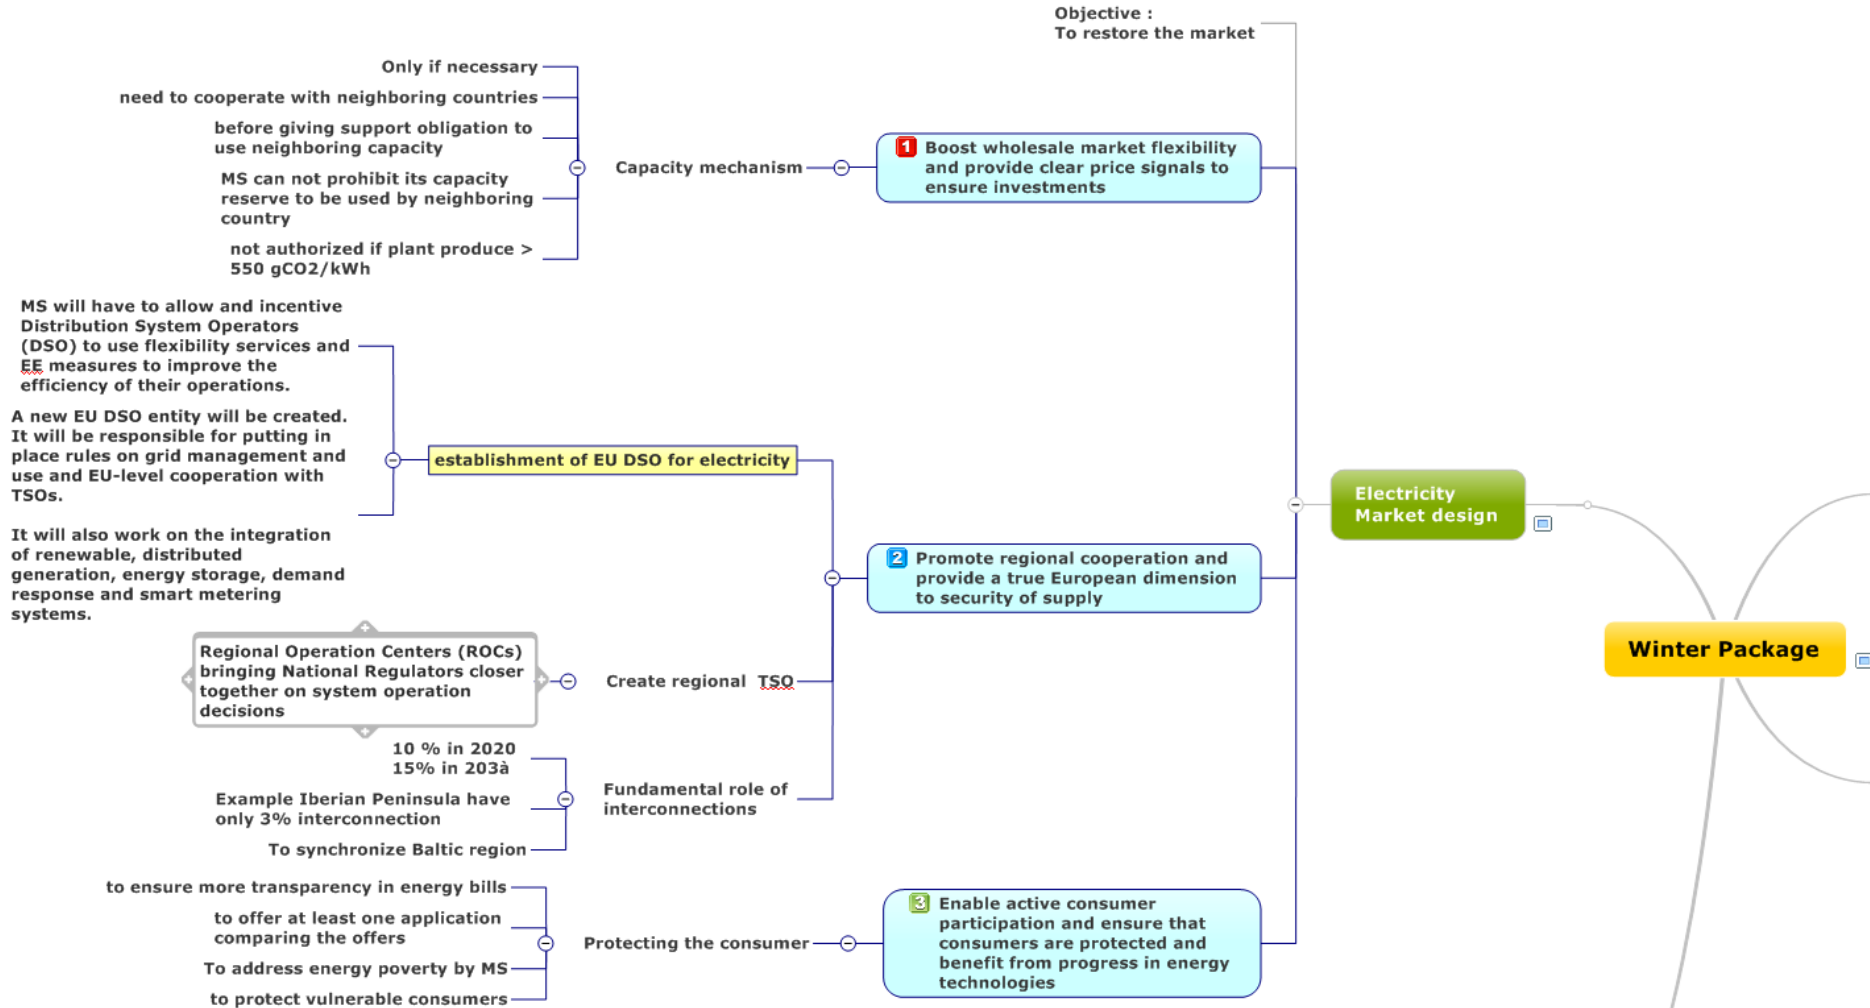 Objective :
To restore the market
Only if necessary
need to cooperate with neighboring countries
before giving support obligation to
use neighboring capacity
MS can not prohibit its capacity
reserve to be used by neighboring
country
not authorized if plant produce >
550 gCO2/kWh
Capacity mechanism
1 Boost wholesale market flexibility
and provide clear price signals to
ensure investments
MS will have to allow and incentive
Distribution System Operators
(DSO) to use flexibility services and
EE measures to improve the
efficiency of their operations.
A new EU DSO entity will be created.
It will be responsible for putting in
place rules on grid management and
use and EU-level cooperation with
TSOs.
It will also work on the integration
of renewable, distributed
generation, energy storage, demand
response and smart metering
systems.
establishment of EU DSO for electricity
2 Promote regional cooperation and
provide a true European dimension
to security of supply
Regional Operation Centers (ROCs)
bringing National Regulators closer
together on system operation
decisions
Create regional TSO
10 % in 2020
15% in 203à
Example Iberian Peninsula have
only 3% interconnection
To synchronize Baltic region
Fundamental role of
interconnections
to ensure more transparency in energy bills
to offer at least one application
comparing the offers
To address energy poverty by MS
to protect vulnerable consumers
Protecting the consumer
3 Enable active consumer
participation and ensure that
consumers are protected and
benefit from progress in energy
technologies
Electricity
Market design
Winter Package